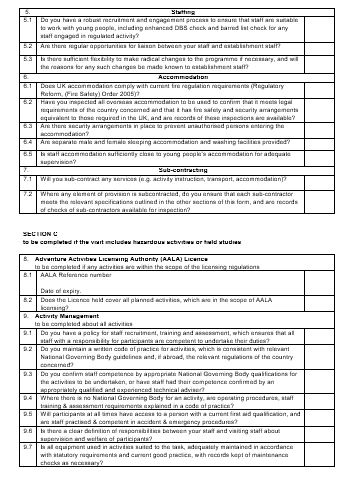 5. Staffing
5.1 Do you have a robust recruitment and engagement process to ensure that staff are suitable
to work with young people, including enhanced DBS check and barred list check for any
staff engaged in regulated activity?
5.2 Are there regular opportunities for liaison between your staff and establishment staff?
5.3 Is there sufficient flexibility to make radical changes to the programme if necessary, and will
the reasons for any such changes be made known to establishment staff?
6. Accommodation
6.1 Does UK accommodation comply with current fire regulation requirements (Regulatory
Reform, (Fire Safety) Order 2005)?
6.2 Have you inspected all overseas accommodation to be used to confirm that it meets legal
requirements of the country concerned and that it has fire safety and security arrangements
equivalent to those required in the UK, and are records of these inspections available?
6.3 Are there security arrangements in place to prevent unauthorised persons entering the
accommodation?
6.4 Are separate male and female sleeping accommodation and washing facilities provided?
6.5 Is staff accommodation sufficiently close to young people's accommodation for adequate
supervision?
7. Sub-contracting
7.1 Will you sub-contract any services (e.g. activity instruction, transport, accommodation)?
7.2 Where any element of provision is subcontracted, do you ensure that each sub-contractor
meets the relevant specifications outlined in the other sections of this form, and are records
of checks of sub-contractors available for inspection?
SECTION C
to be completed if the visit includes hazardous activities or field studies
8. Adventure Activities Licensing Authority (AALA) Licence
to be completed if any activities are within the scope of the licensing regulations
8.1 AALA Reference number
Date of expiry.
8.2 Does the Licence held cover all planned activities, which are in the scope of AALA
licensing?
9. Activity Management
to be completed about all activities
9.1 Do you have a policy for staff recruitment, training and assessment, which ensures that all
staff with a responsibility for participants are competent to undertake their duties?
9.2 Do you maintain a written code of practice for activities, which is consistent with relevant
National Governing Body guidelines and, if abroad, the relevant regulations of the country
concerned?
9.3 Do you confirm staff competence by appropriate National Governing Body qualifications for
the activities to be undertaken, or have staff had their competence confirmed by an
appropriately qualified and experienced technical adviser?
9.4 Where there is no National Governing Body for an activity, are operating procedures, staff
training & assessment requirements explained in a code of practice?
9.5 Will participants at all times have access to a person with a current first aid qualification, and
are staff practised & competent in accident & emergency procedures?
9.6 Is there a clear definition of responsibilities between your staff and visiting staff about
supervision and welfare of participants?
9.7 Is all equipment used in activities suited to the task, adequately maintained in accordance
with statutory requirements and current good practice, with records kept of maintenance
checks as necessary?